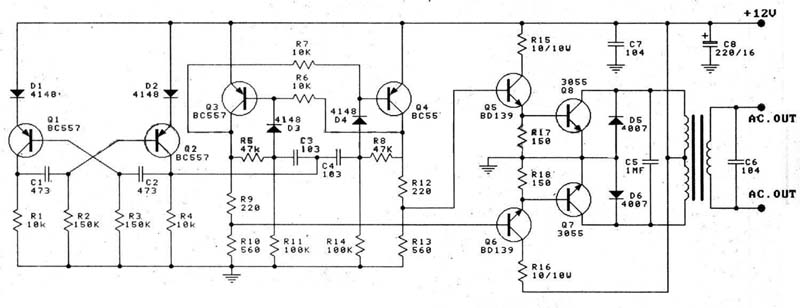 +12V
D1
4148
D2
4148
Q1
BC557
Q2
BC557
C1
473
C2
473
R1
10k
R2
150K
R3
150K
R4
10k
R7
10K
R6
10K
Q3
BC557
Q4
BC55
4148
D3
4148
D4
R5
47k
C3
103
C4
103
R8
47K
R9
220
R12
220
R10
560
R11
100K
R14
100K
R13
560
R15
10/10W
Q5
BD139
3055
Q8
R17
150
R18
150
Q7
3055
Q6
BD139
R16
10/10W
D5
4007
D6
4007
C5
1MF
C7
104
C8
220/16
+
AC.OUT
C6
104
AC.OUT